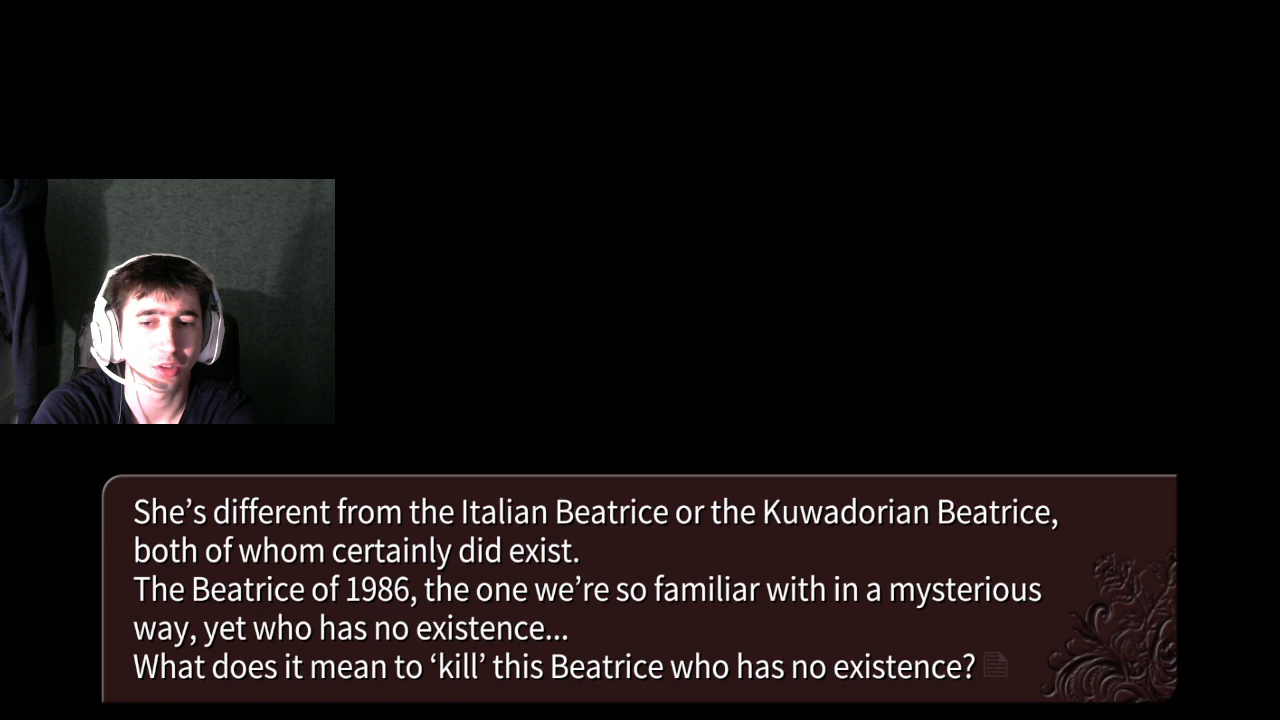 She’s different from the Italian Beatrice or the Kuwadorian Beatrice,
both of whom certainly did exist.
The Beatrice of 1986, the one we’re so familiar with in a mysterious
way, yet who has no existence...
What does it mean to ‘kill’ this Beatrice who has no existence?